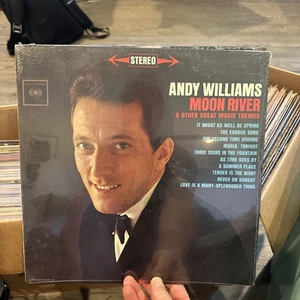 STEREO
ANDY WILLIAMS
MOON RIVER
& OTHER GREAT MOVIE THEMES
IT MIGHT AS WELL BE SPRING
THE EXODUS SONG
THE SECOND TIME AROUND
MARIA, TONIGHT
THREE COINS IN THE FOUNTAIN
AS TIME GOES BY
A SUMMER PLACE
TENDER IS THE NIGHT
NEVER ON SUNDAY
LOVE IS A MANY-SPLENDORED THING